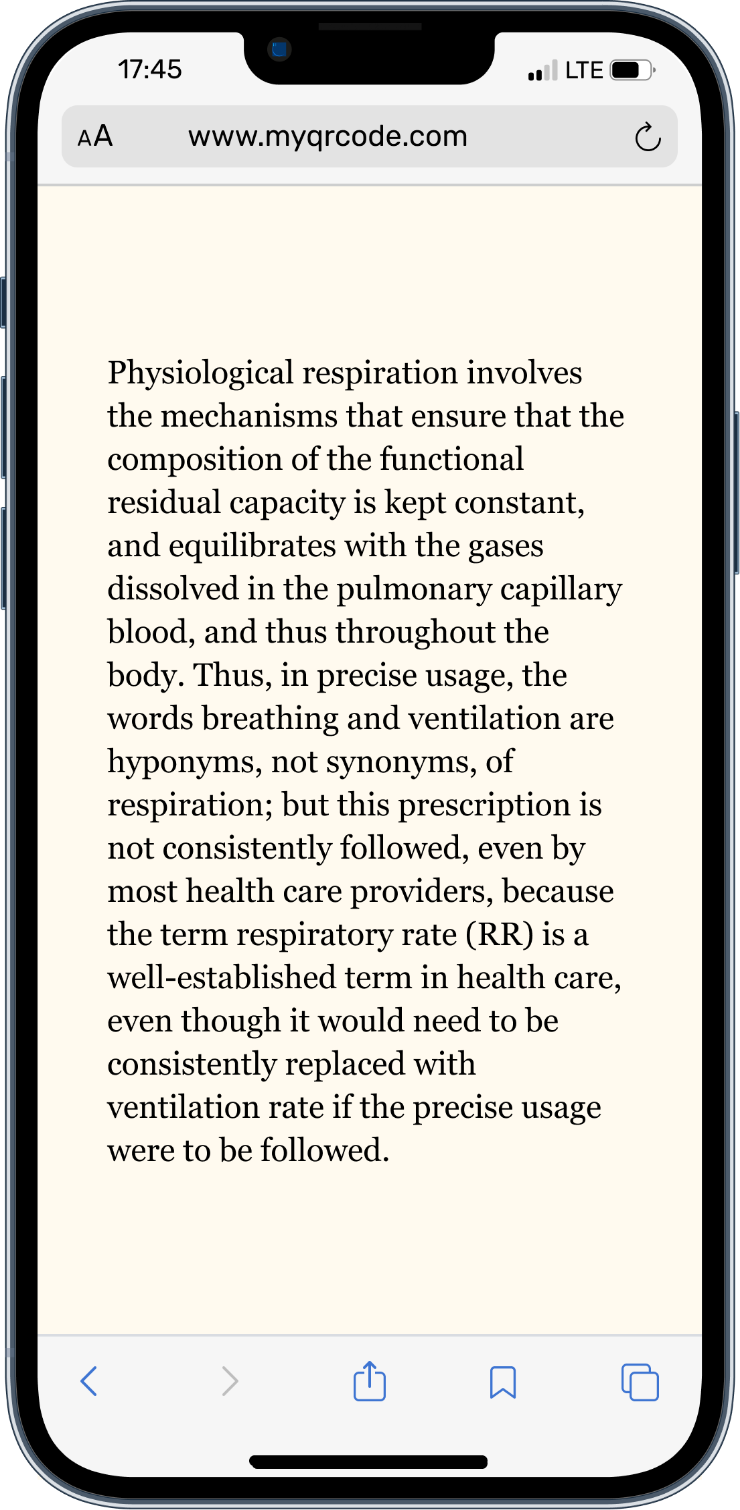 17:45
LTE
AA
www.myqrcode.com
Physiological respiration involves
the mechanisms that ensure that the
composition of the functional
residual capacity is kept constant,
and equilibrates with the gases
dissolved in the pulmonary capillary
blood, and thus throughout the
body. Thus, in precise usage, the
words breathing and ventilation are
hyponyms, not synonyms, of
respiration; but this prescription is
not consistently followed, even by
most health care providers, because
the term respiratory rate (RR) is a
well-established term in health care,
even though it would need to be
consistently replaced with
ventilation rate if the precise usage
were to be followed.